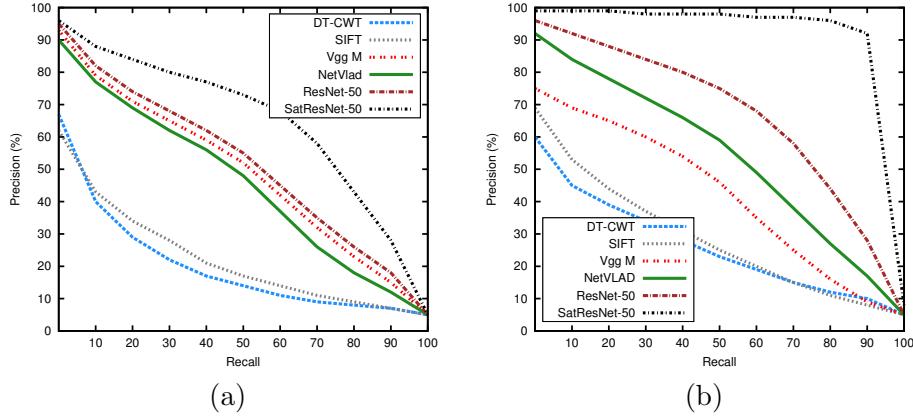 100
90
80
70
60
50
40
30
20
10
0
Precision (%)
10 20 30 40 50 60 70 80 90 100
Recall
DT-CWT
SIFT
Vgg M
NetVlad
ResNet-50
SatResNet-50
(a)
100
90
80
70
60
50
40
30
20
10
0
Precision (%)
10 20 30 40 50 60 70 80 90 100
Recall
DT-CWT
SIFT
Vgg M
NetVLAD
ResNet-50
SatResNet-50
(b)